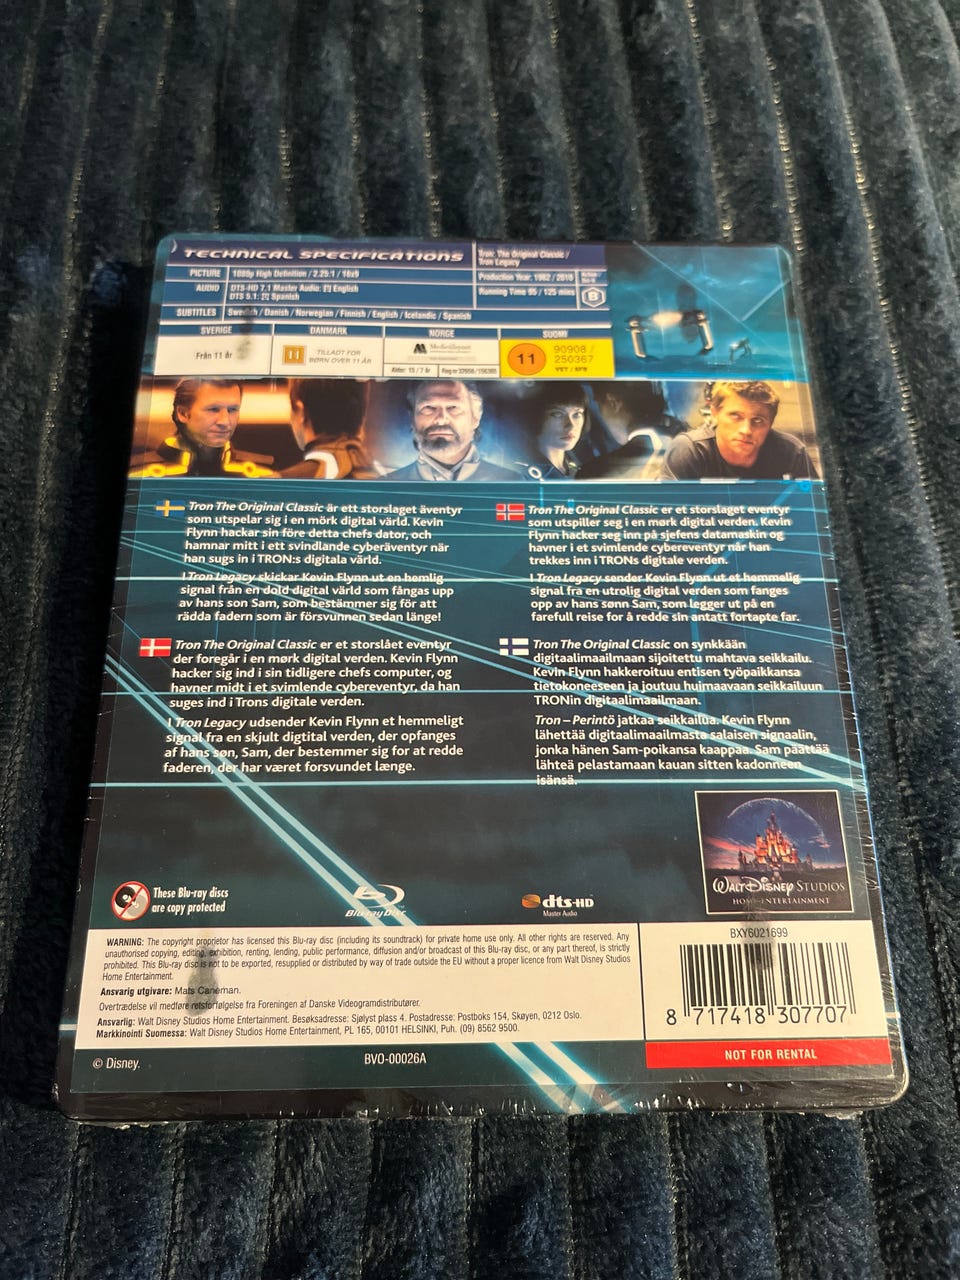 TECHNICAL SPECIFICATIONS
PICTURE 1080p High Definition / 2.25:1 / 16x9
AUDIO DTS-HD 7.1 Master Audio: English
DTS 5.1: Spanish
SUBTITLES Swedish / Danish / Norwegian / Finnish / English / Icelandic / Spanish
Tron: The Original Classic /
Tron Legacy
Production Year: 1982 / 2010
Running Time 95 / 125 mins
B
SVERIGE
Från 11 år
DANMARK
11
TILLADT FOR
BØRN OVER 11 ÅR
NORGE
Medietilsynet
Alder: 15 / 7 år
SUOMI
11
90908 /
250367
VET / SFB
Tron The Original Classic är ett storslaget äventyr
som utspelar sig i en mörk digital värld. Kevin
Flynn hackar sin före detta chefs dator, och
hamnar mitt i ett svindlande cyberäventyr när
han sugs in i TRON:s digitala värld.
I Tron Legacy skickar Kevin Flynn ut en hemlig
signal från en dold digital värld som fångas upp
av hans son Sam, som bestämmer sig för att
rädda fadern som är försvunnen sedan länge!
Tron The Original Classic er et storslaget eventyr
som utspiller seg i en mørk digital verden. Kevin
Flynn hacker seg inn på sjefens datamaskin og
havner i et svimlende cybereventyr når han
trekkes inn i TRONs digitale verden.
I Tron Legacy sender Kevin Flynn ut et hemmelig
signal fra en utrolig digital verden som fanges
opp av hans sønn Sam, som legger ut på en
farefull reise for å redde sin antatt fortapte far.
Tron The Original Classic er et storslået eventyr
der foregår i en mørk digital verden. Kevin Flynn
hacker sig ind i sin tidligere chefs computer, og
havner midt i et svimlende cybereventyr, da han
suges ind i Trons digitale verden.
I Tron Legacy udsender Kevin Flynn et hemmeligt
signal fra en skjult digtital verden, der opfanges
af hans søn, Sam, der bestemmer sig for at redde
faderen, der har været forsvundet længe.
Tron The Original Classic on synkkään
digitaalimaailmaan sijoitettu mahtava seikkailu.
Kevin Flynn hakkeroituu entisen työpaikkansa
tietokoneeseen ja joutuu huimaavaan seikkailuun
TRONin digitaalimaailmaan.
Tron – Perintö jatkaa seikkailua. Kevin Flynn
lähettää digitaalimaailmasta salaisen signaalin,
jonka hänen Sam-poikansa kaappaa. Sam päättää
lähteä pelastamaan kauan sitten kadonneen
isänsä.
These Blu-ray discs
are copy protected
Blu-ray Disc
dts-HD
Master Audio
WALT DISNEY STUDIOS
HOME ENTERTAINMENT
WARNING: The copyright proprietor has licensed this Blu-ray disc (including its soundtrack) for private home use only. All other rights are reserved. Any
unauthorised copying, editing, exhibition, renting, lending, public performance, diffusion and/or broadcast of this Blu-ray disc, or any part thereof, is strictly
prohibited. This Blu-ray disc is not to be exported, resupplied or distributed by way of trade outside the EU without a proper licence from Walt Disney Studios
Home Entertainment.
Ansvarig utgivare: Mats Caneman.
Overtrædelse vil medføre retsforfølgelse fra Foreningen af Danske Videogramdistributører.
Ansvarlig: Walt Disney Studios Home Entertainment. Besøksadresse: Sjølyst plass 4. Postadresse: Postboks 154, Skøyen, 0212 Oslo.
Markkinointi Suomessa: Walt Disney Studios Home Entertainment, PL 165, 00101 HELSINKI, Puh. (09) 8562 9500.
BXY6021699
8 717418 307707
NOT FOR RENTAL
© Disney.
BVO-00026A